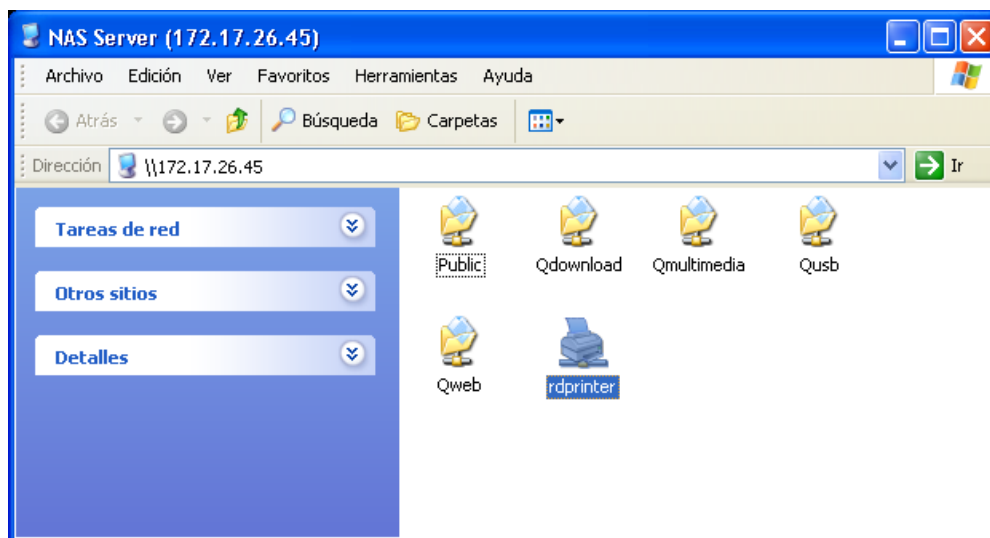 NAS Server (172.17.26.45)
Archivo Edición Ver Favoritos Herramientas Ayuda
Atrás Búsqueda Carpetas
Dirección \\172.17.26.45 Ir
Tareas de red
Otros sitios
Detalles
Public Qdownload Qmultimedia Qusb
Qweb rdprinter